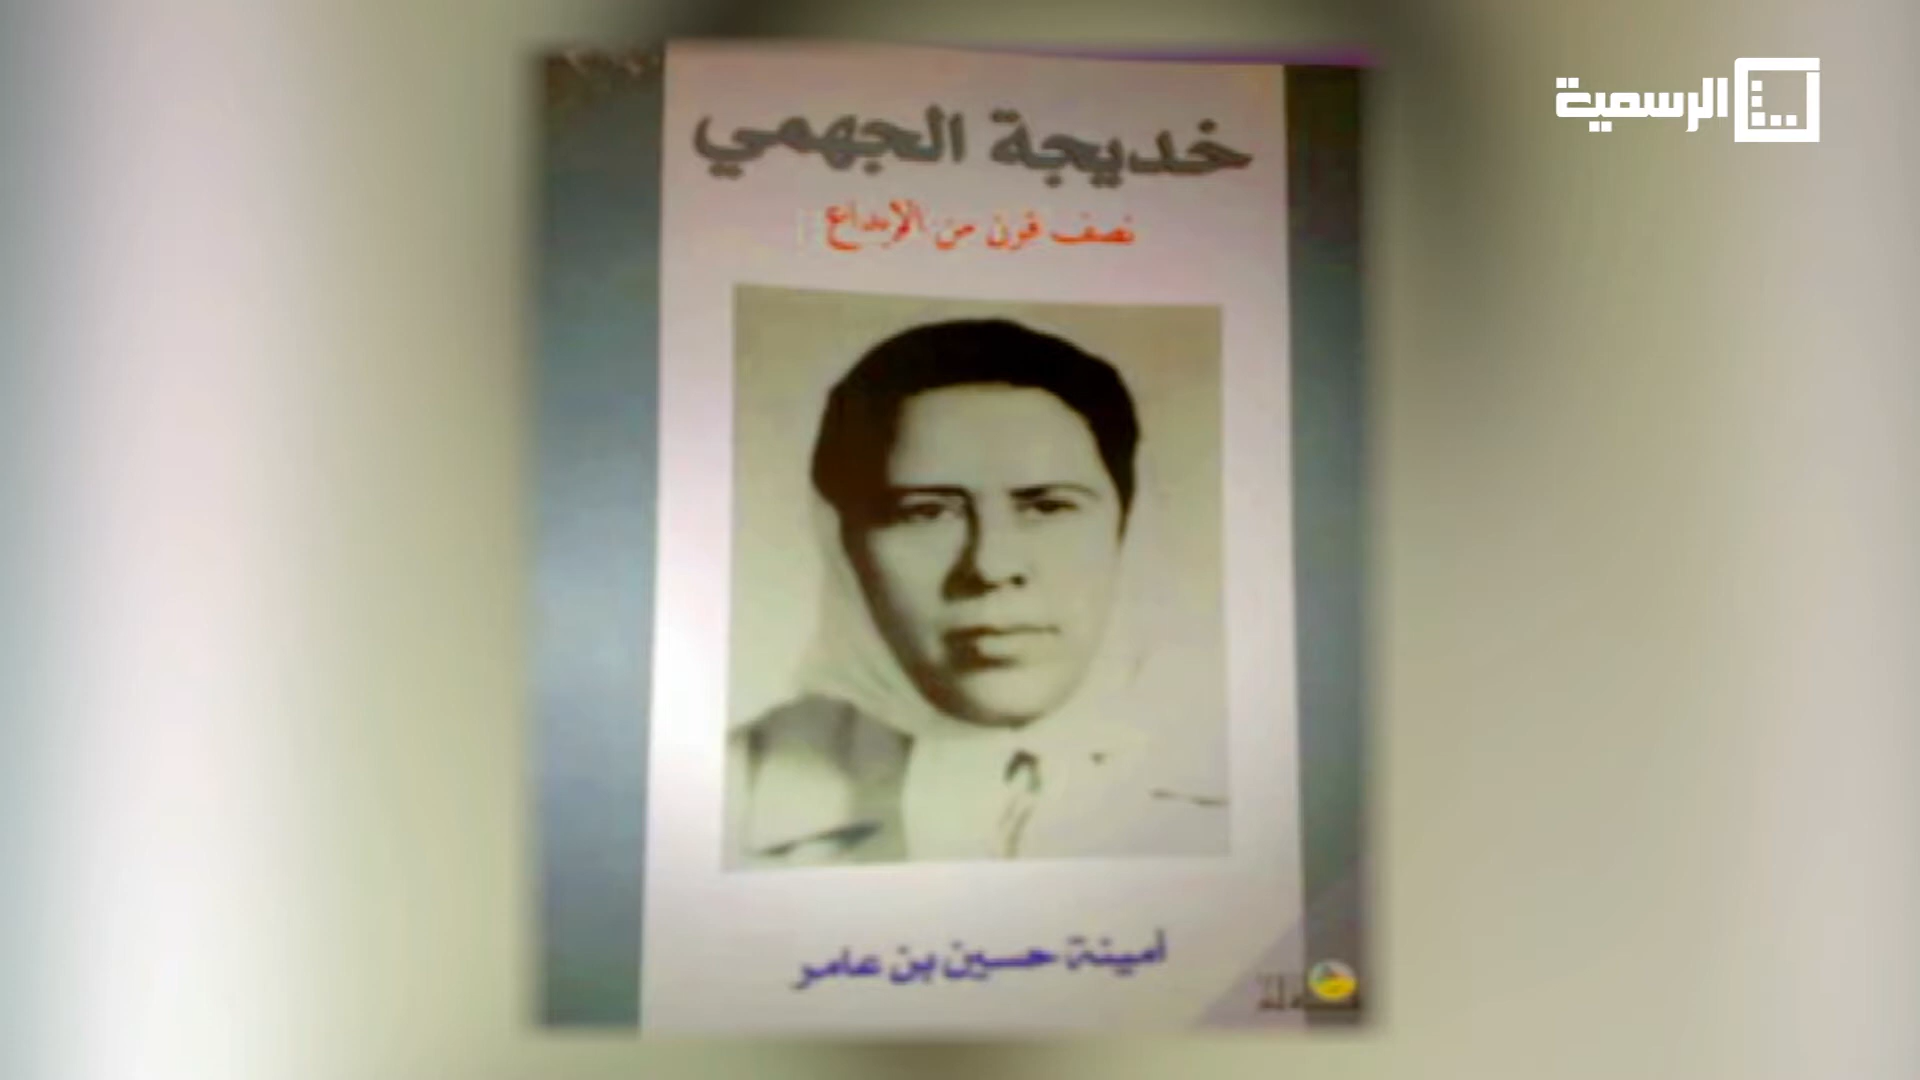 الرسمية
خديجة الجهمي
نصف قرن من الإبداع
أمينة حسين بن عامر